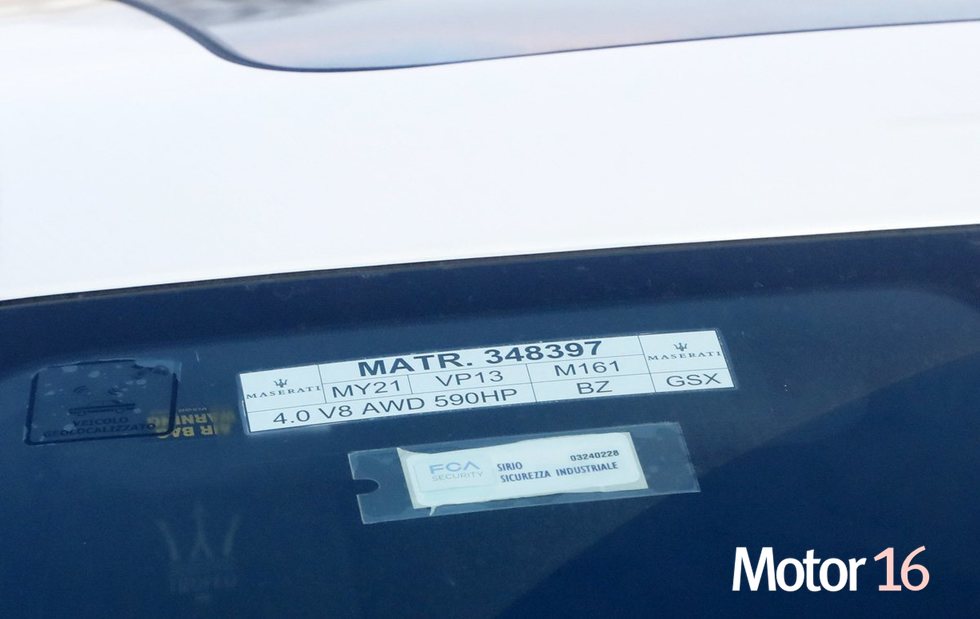 MATR. 348397
MASERATI MY21 VP13 M161 MASERATI
4.0 V8 AWD 590HP BZ GSX
VEICOLO
GEOLOCALIZZATO
FCA
SECURITY
SIRIO 03240228
SICUREZZA INDUSTRIALE
Motor 16